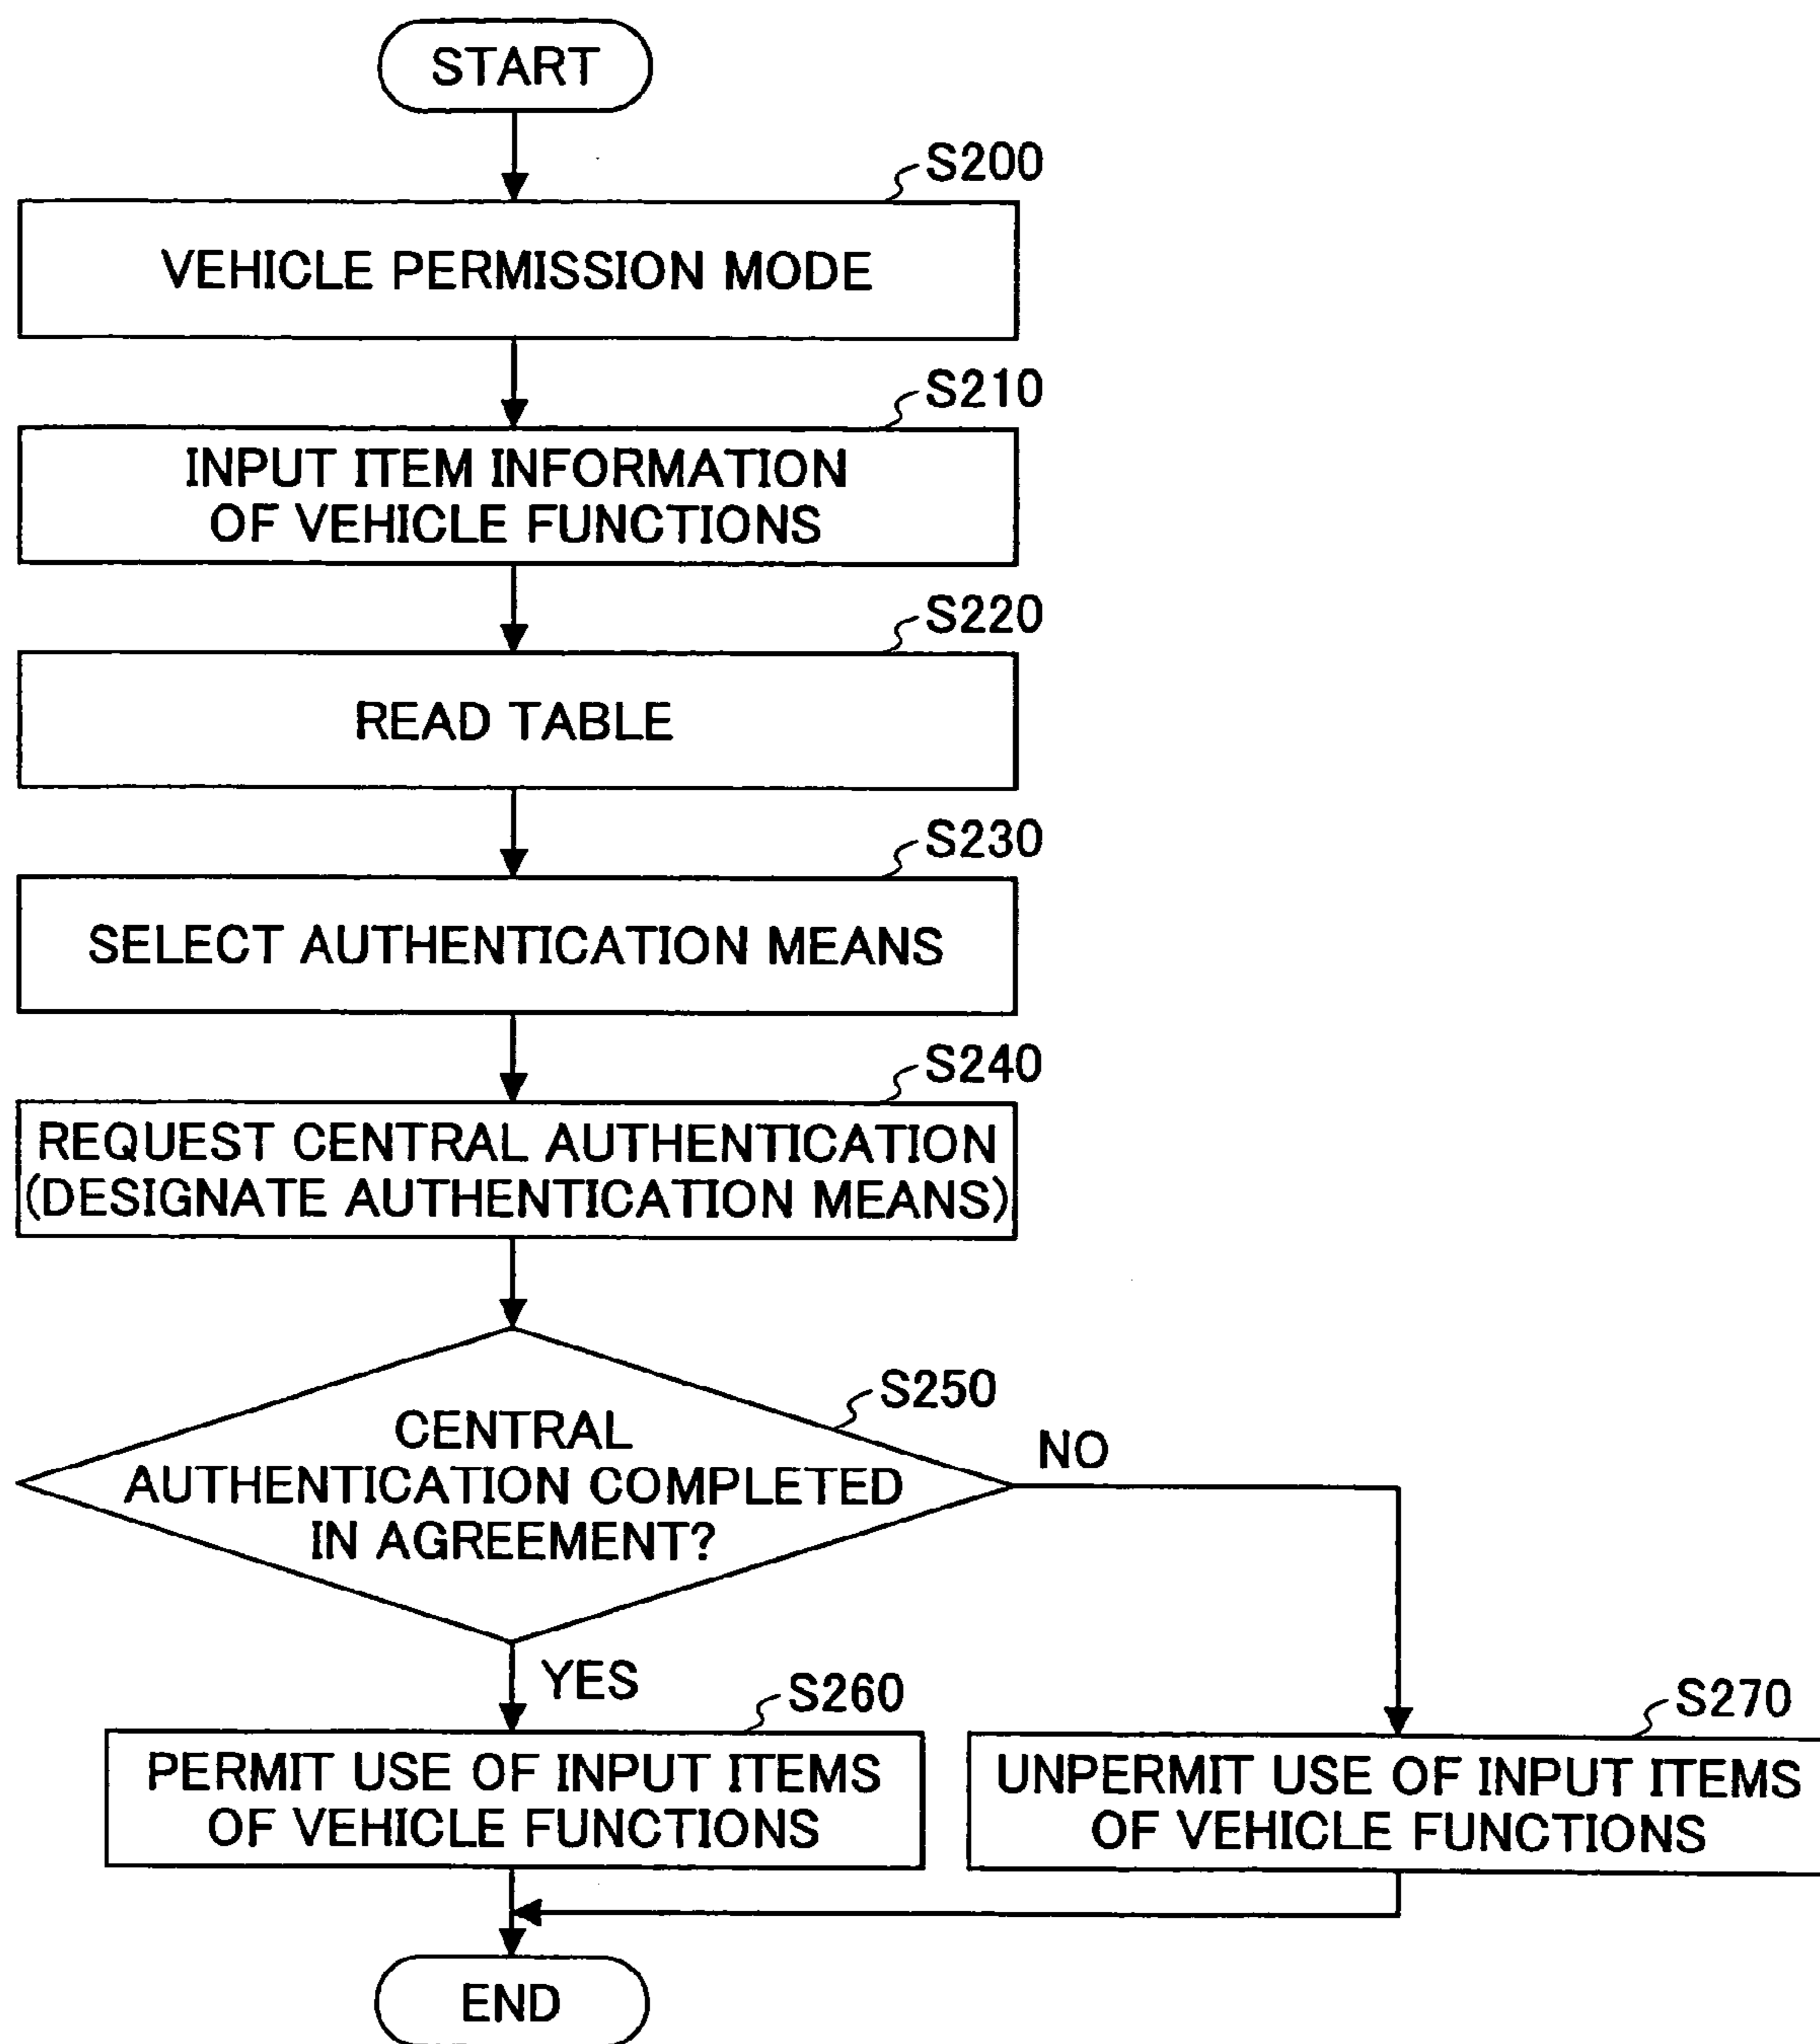 START
S200
VEHICLE PERMISSION MODE
S210
INPUT ITEM INFORMATION
OF VEHICLE FUNCTIONS
S220
READ TABLE
S230
SELECT AUTHENTICATION MEANS
S240
REQUEST CENTRAL AUTHENTICATION
(DESIGNATE AUTHENTICATION MEANS)
S250
CENTRAL
AUTHENTICATION COMPLETED
IN AGREEMENT?
NO
YES
S260
PERMIT USE OF INPUT ITEMS
OF VEHICLE FUNCTIONS
S270
UNPERMIT USE OF INPUT ITEMS
OF VEHICLE FUNCTIONS
END